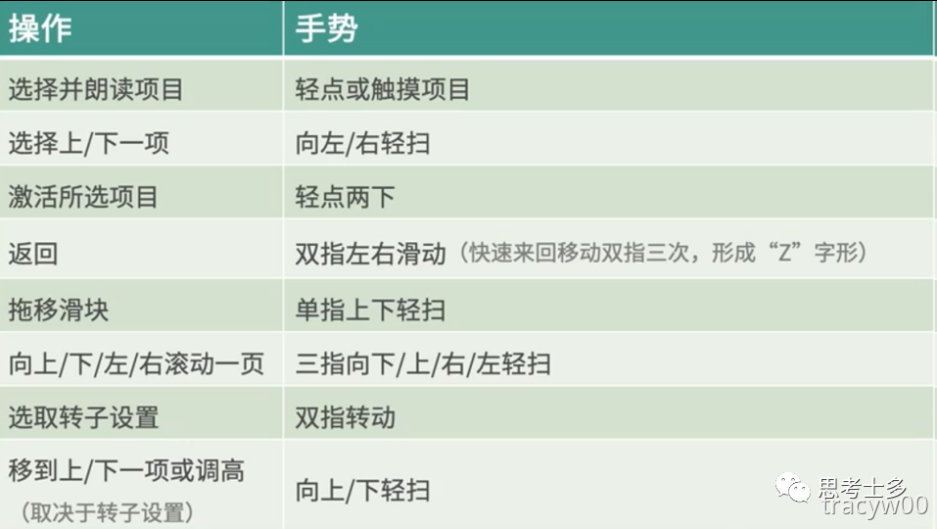 操作 手势
选择并朗读项目 轻点或触摸项目
选择上/下一项 向左/右轻扫
激活所选项目 轻点两下
返回 双指左右滑动（快速来回移动双指三次，形成“Z”字形）
拖移滑块 单指上下轻扫
向上/下/左/右滚动一页 三指向下/上/右/左轻扫
选取转子设置 双指转动
移到上/下一项或调高
（取决于转子设置） 向上/下轻扫
思考士多
tracyw00